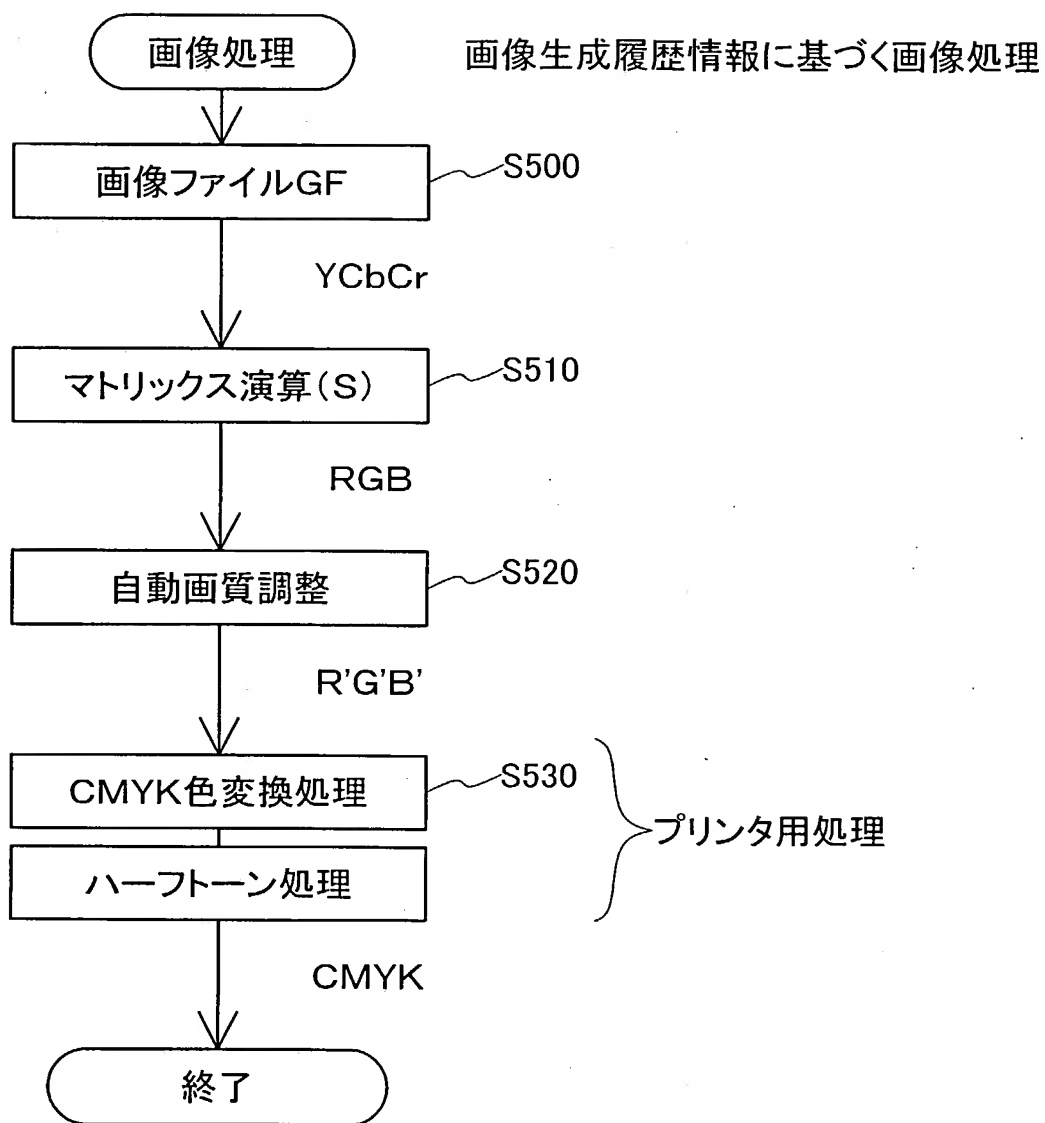 画像処理
画像生成履歴情報に基づく画像処理
画像ファイルGF
S500
YCbCr
マトリックス演算(S)
S510
RGB
自動画質調整
S520
R'G'B'
CMYK色変換処理
S530
プリンタ用処理
ハーフトーン処理
CMYK
終了